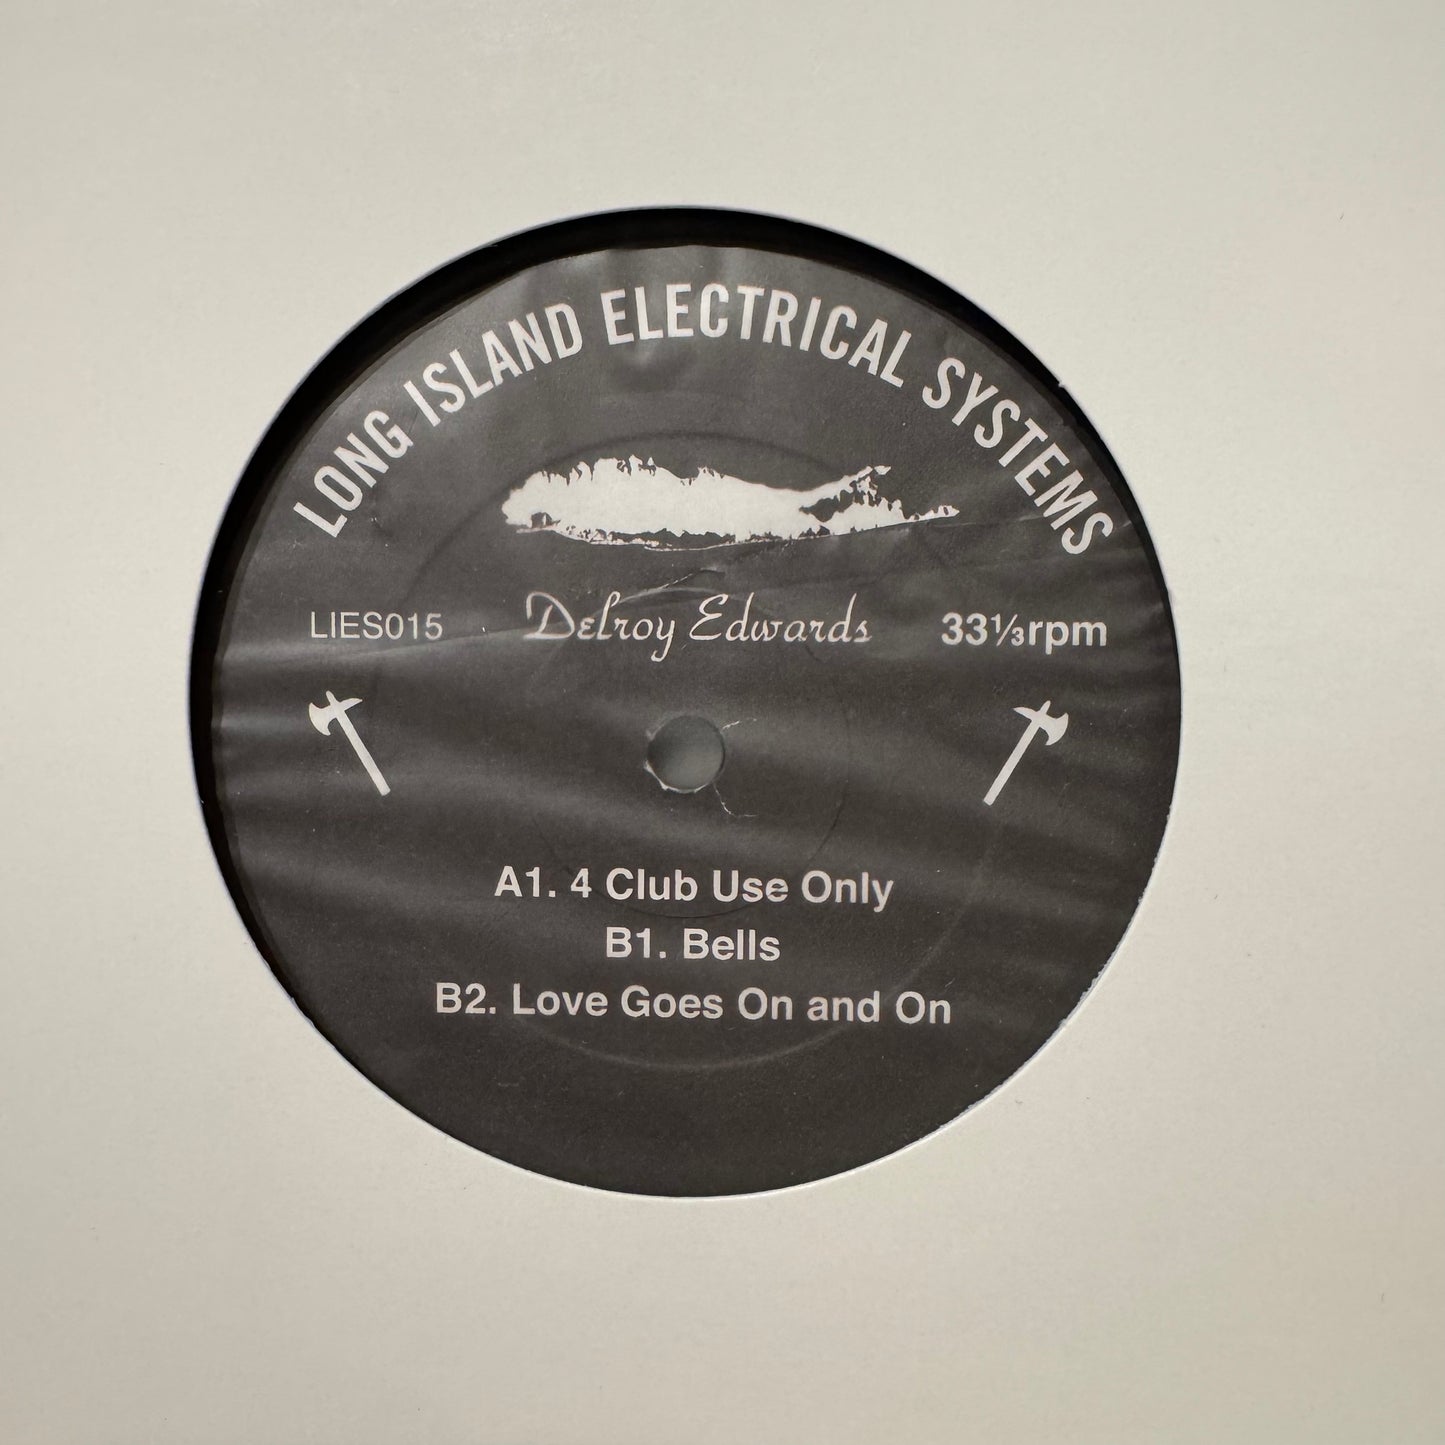 LONG ISLAND ELECTRICAL SYSTEMS
LIES015 Delroy Edwards 33⅓rpm
A1. 4 Club Use Only
B1. Bells
B2. Love Goes On and On